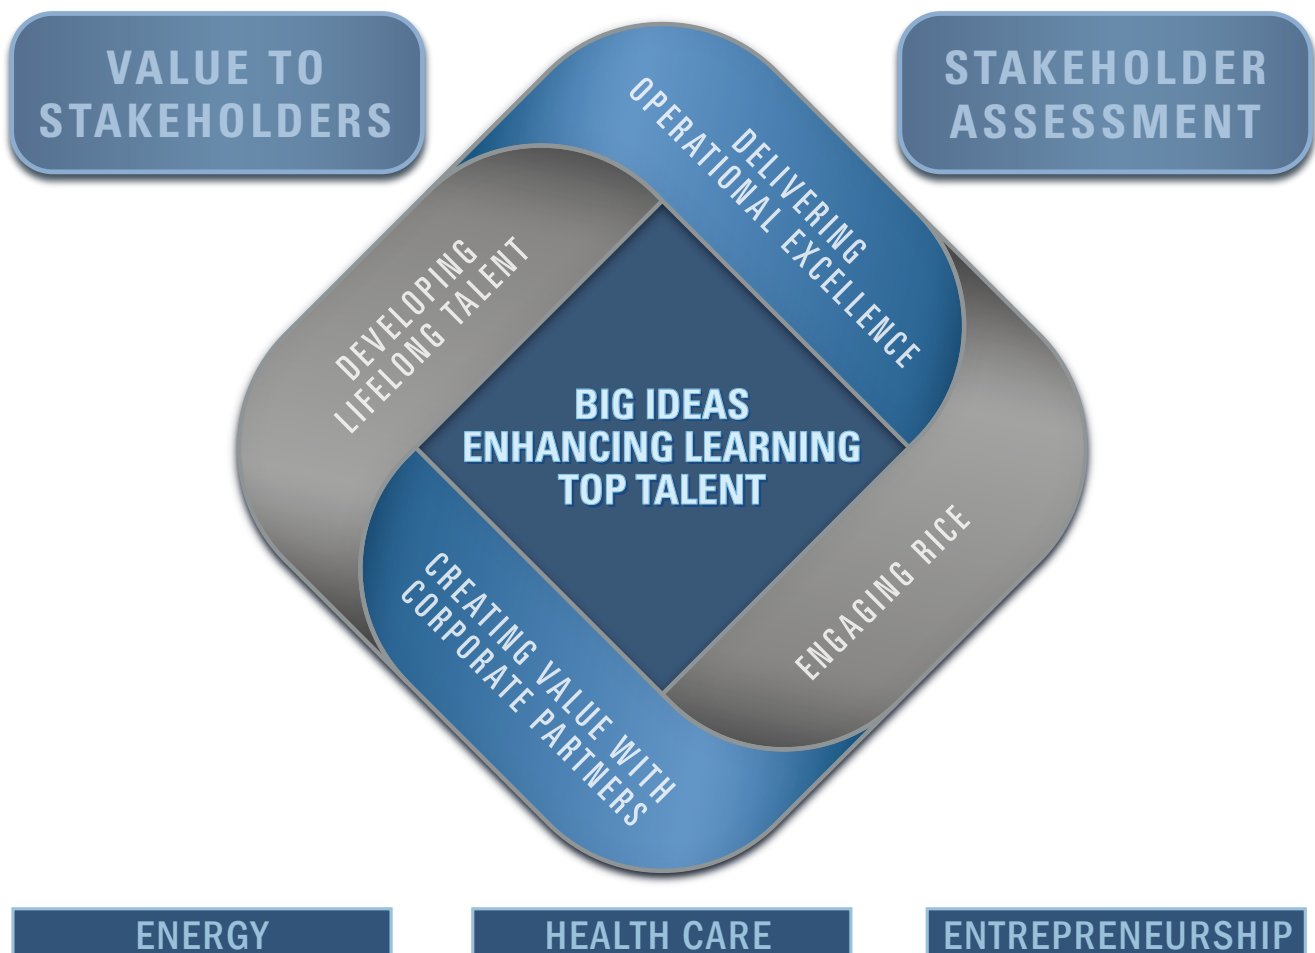 VALUE TO
STAKEHOLDERS
STAKEHOLDER
ASSESSMENT
DELIVERING
OPERATIONAL EXCELLENCE
DEVELOPING
LIFELONG TALENT
BIG IDEAS
ENHANCING LEARNING
TOP TALENT
ENGAGING RICE
CREATING VALUE WITH
CORPORATE PARTNERS
ENERGY
HEALTH CARE
ENTREPRENEURSHIP